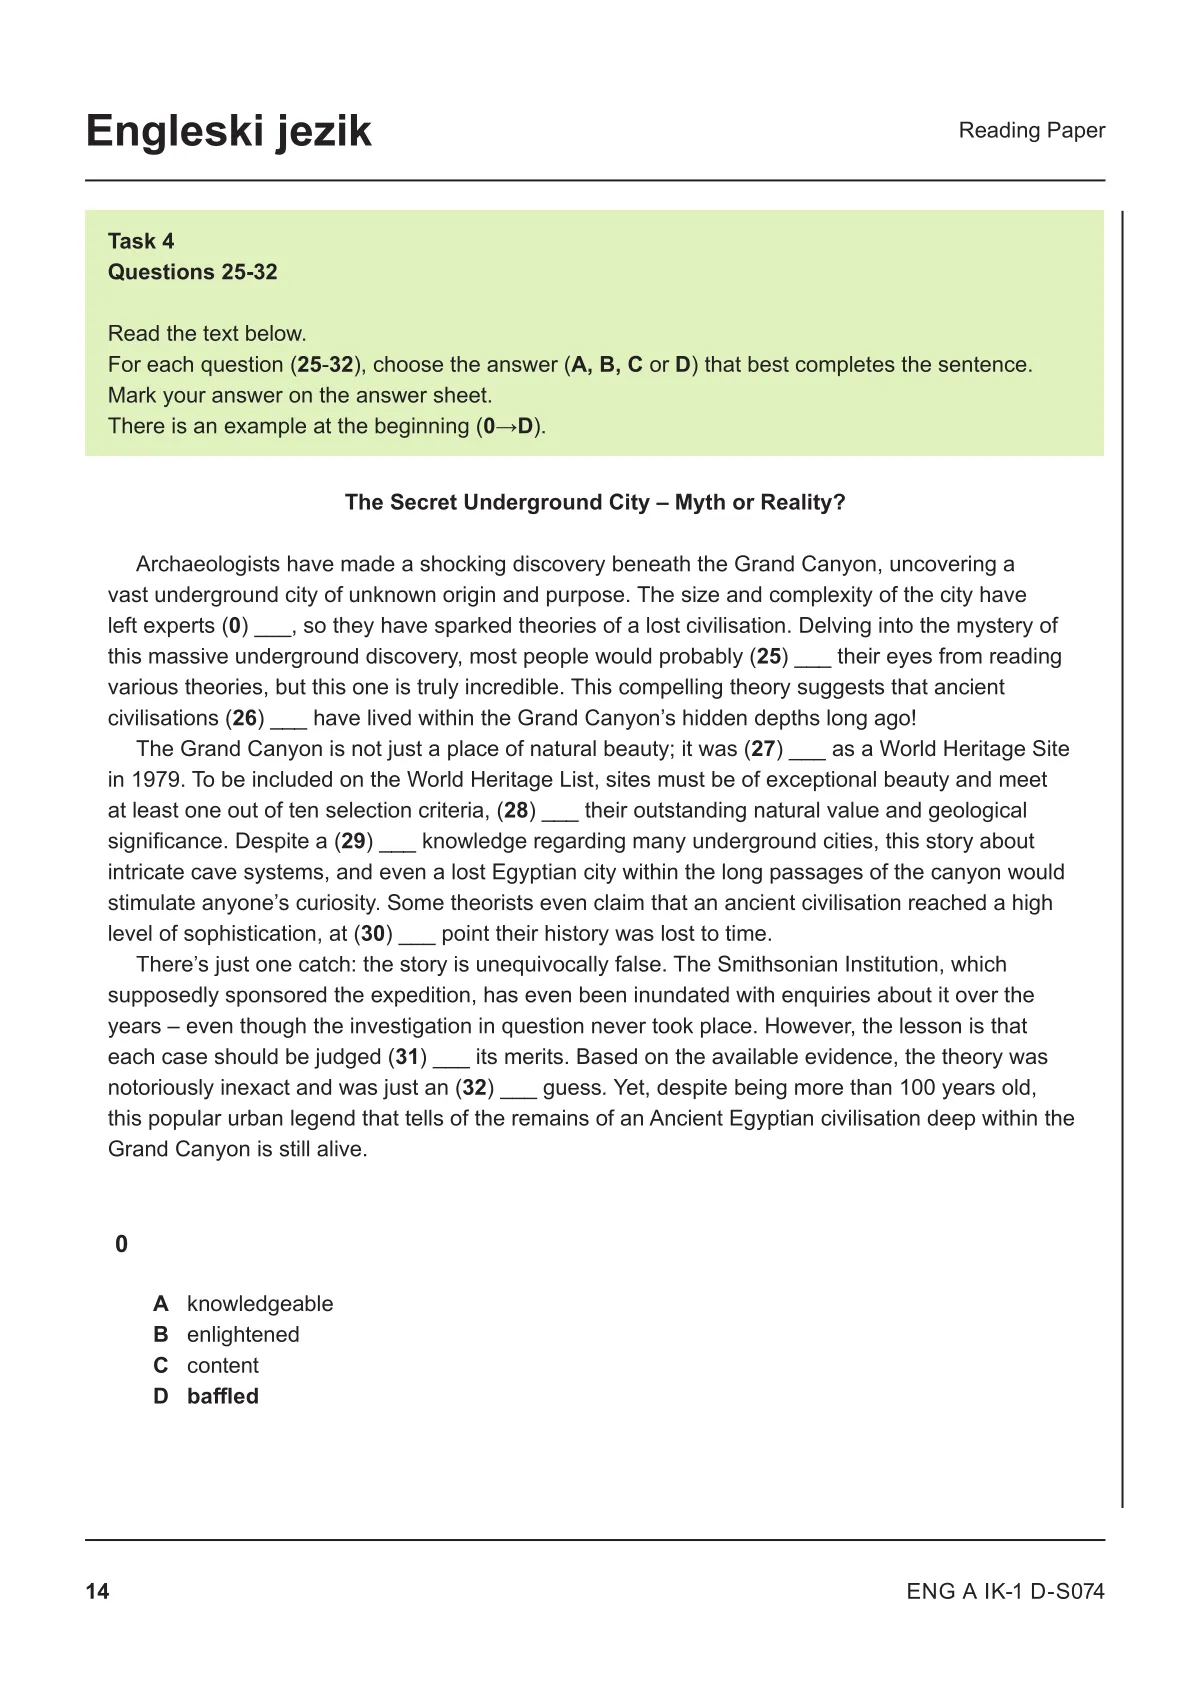 Engleski jezik
Reading Paper
Task 4
Questions 25-32
Read the text below.
For each question (25-32), choose the answer (A, B, C or D) that best completes the sentence.
Mark your answer on the answer sheet.
There is an example at the beginning (0→D).
The Secret Underground City – Myth or Reality?
Archaeologists have made a shocking discovery beneath the Grand Canyon, uncovering a
vast underground city of unknown origin and purpose. The size and complexity of the city have
left experts (0) ___, so they have sparked theories of a lost civilisation. Delving into the mystery of
this massive underground discovery, most people would probably (25) ___ their eyes from reading
various theories, but this one is truly incredible. This compelling theory suggests that ancient
civilisations (26) ___ have lived within the Grand Canyon’s hidden depths long ago!
The Grand Canyon is not just a place of natural beauty; it was (27) ___ as a World Heritage Site
in 1979. To be included on the World Heritage List, sites must be of exceptional beauty and meet
at least one out of ten selection criteria, (28) ___ their outstanding natural value and geological
significance. Despite a (29) ___ knowledge regarding many underground cities, this story about
intricate cave systems, and even a lost Egyptian city within the long passages of the canyon would
stimulate anyone’s curiosity. Some theorists even claim that an ancient civilisation reached a high
level of sophistication, at (30) ___ point their history was lost to time.
There’s just one catch: the story is unequivocally false. The Smithsonian Institution, which
supposedly sponsored the expedition, has even been inundated with enquiries about it over the
years – even though the investigation in question never took place. However, the lesson is that
each case should be judged (31) ___ its merits. Based on the available evidence, the theory was
notoriously inexact and was just an (32) ___ guess. Yet, despite being more than 100 years old,
this popular urban legend that tells of the remains of an Ancient Egyptian civilisation deep within the
Grand Canyon is still alive.
0
A knowledgeable
B enlightened
C content
D baffled
14
ENG A IK-1 D-S074